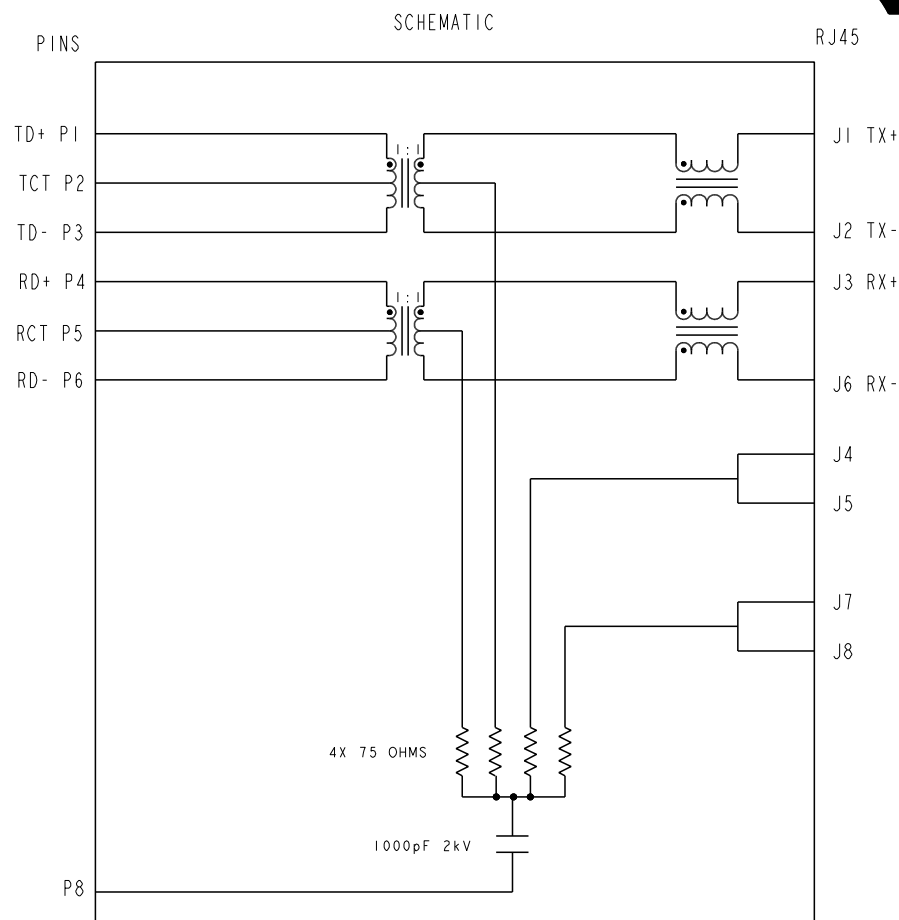 SCHEMATIC
PINS
RJ45
TD+ P1
1:1
J1 TX+
TCT P2
TD- P3
J2 TX-
RD+ P4
1:1
J3 RX+
RCT P5
RD- P6
J6 RX-
J4
J5
J7
J8
4X 75 OHMS
1000pF 2kV
P8